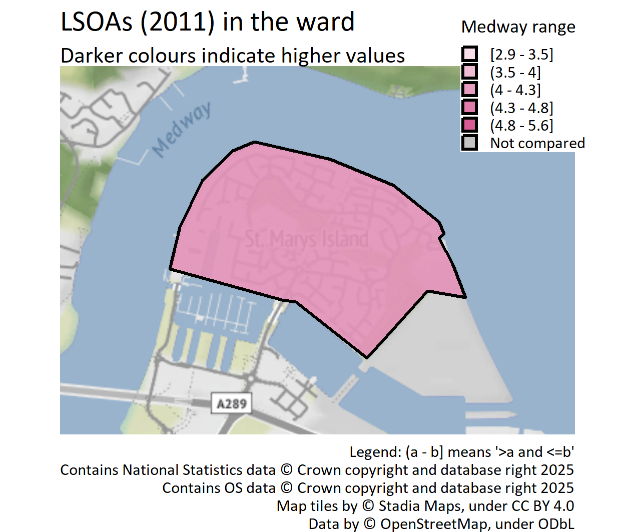 LSOAs (2011) in the ward
Darker colours indicate higher values
Medway range
[2.9 - 3.5]
(3.5 - 4]
(4 - 4.3]
(4.3 - 4.8]
(4.8 - 5.6]
Not compared
Medway
St. Marys Island
A289
Legend: (a - b] means '>a and <=b'
Contains National Statistics data © Crown copyright and database right 2025
Contains OS data © Crown copyright and database right 2025
Map tiles by © Stadia Maps, under CC BY 4.0
Data by © OpenStreetMap, under ODbL